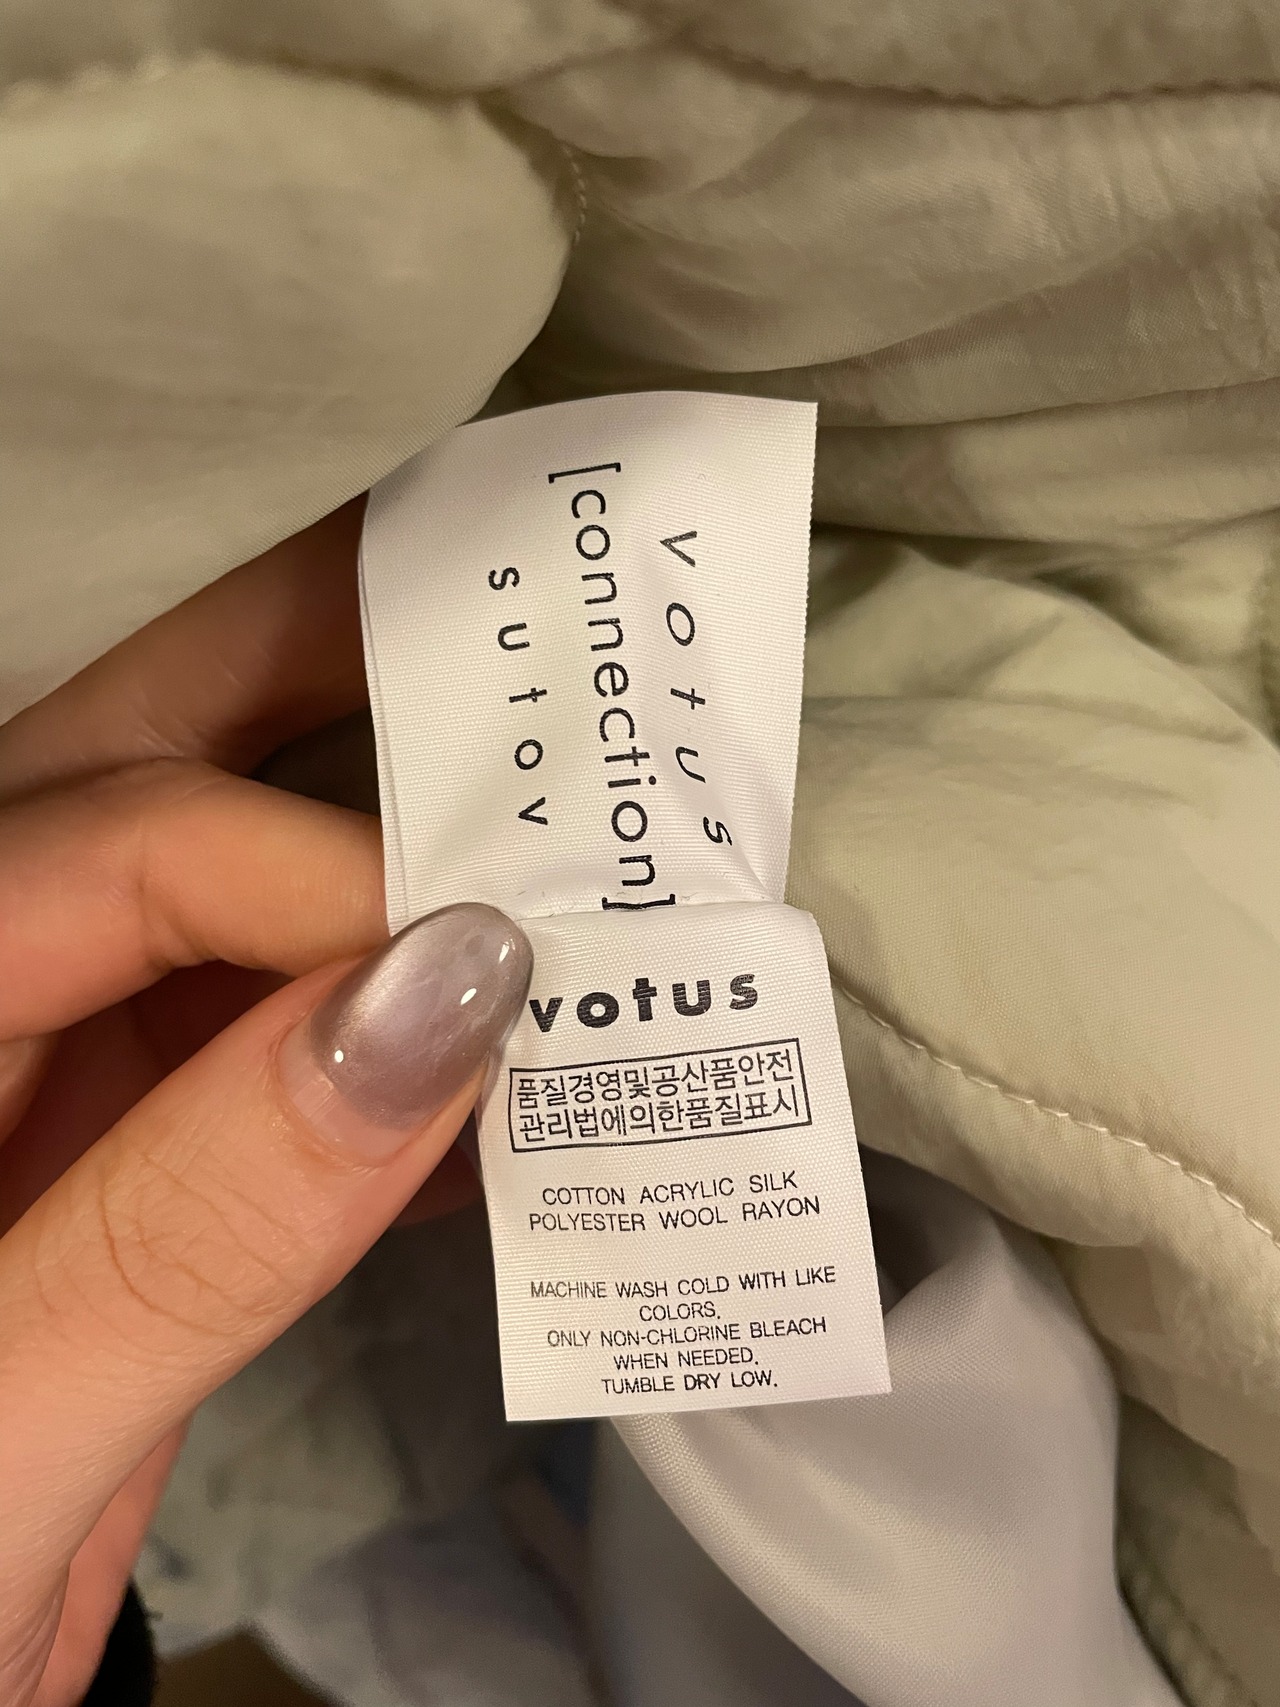 votus
[connection]
sutov
votus
품질경영및공산품안전
관리법에의한품질표시
COTTON ACRYLIC SILK
POLYESTER WOOL RAYON
MACHINE WASH COLD WITH LIKE
COLORS.
ONLY NON-CHLORINE BLEACH
WHEN NEEDED.
TUMBLE DRY LOW.